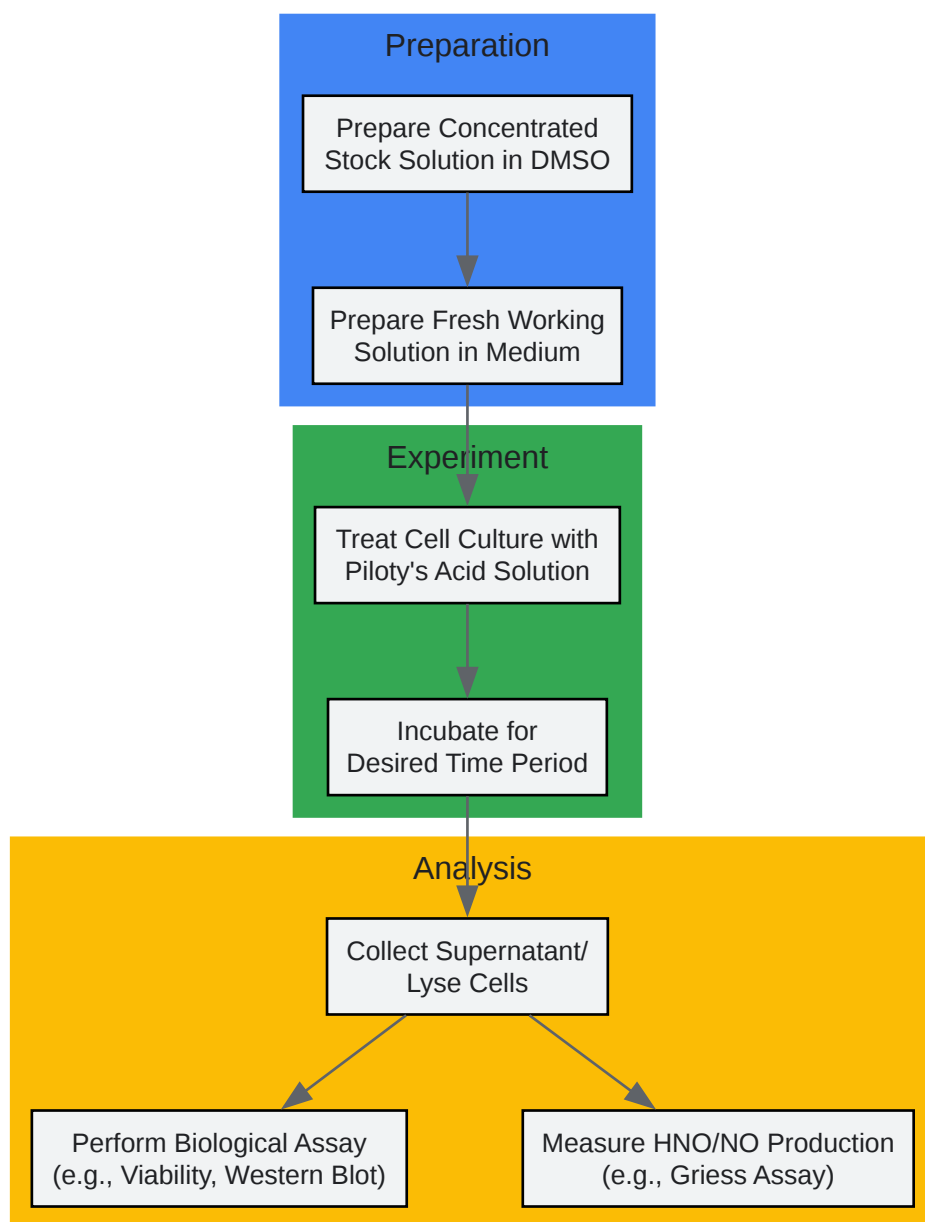 Preparation
Prepare Concentrated
Stock Solution in DMSO
Prepare Fresh Working
Solution in Medium
Experiment
Treat Cell Culture with
Piloty's Acid Solution
Incubate for
Desired Time Period
Analysis
Collect Supernatant/
Lyse Cells
Perform Biological Assay
(e.g., Viability, Western Blot)
Measure HNO/NO Production
(e.g., Griess Assay)